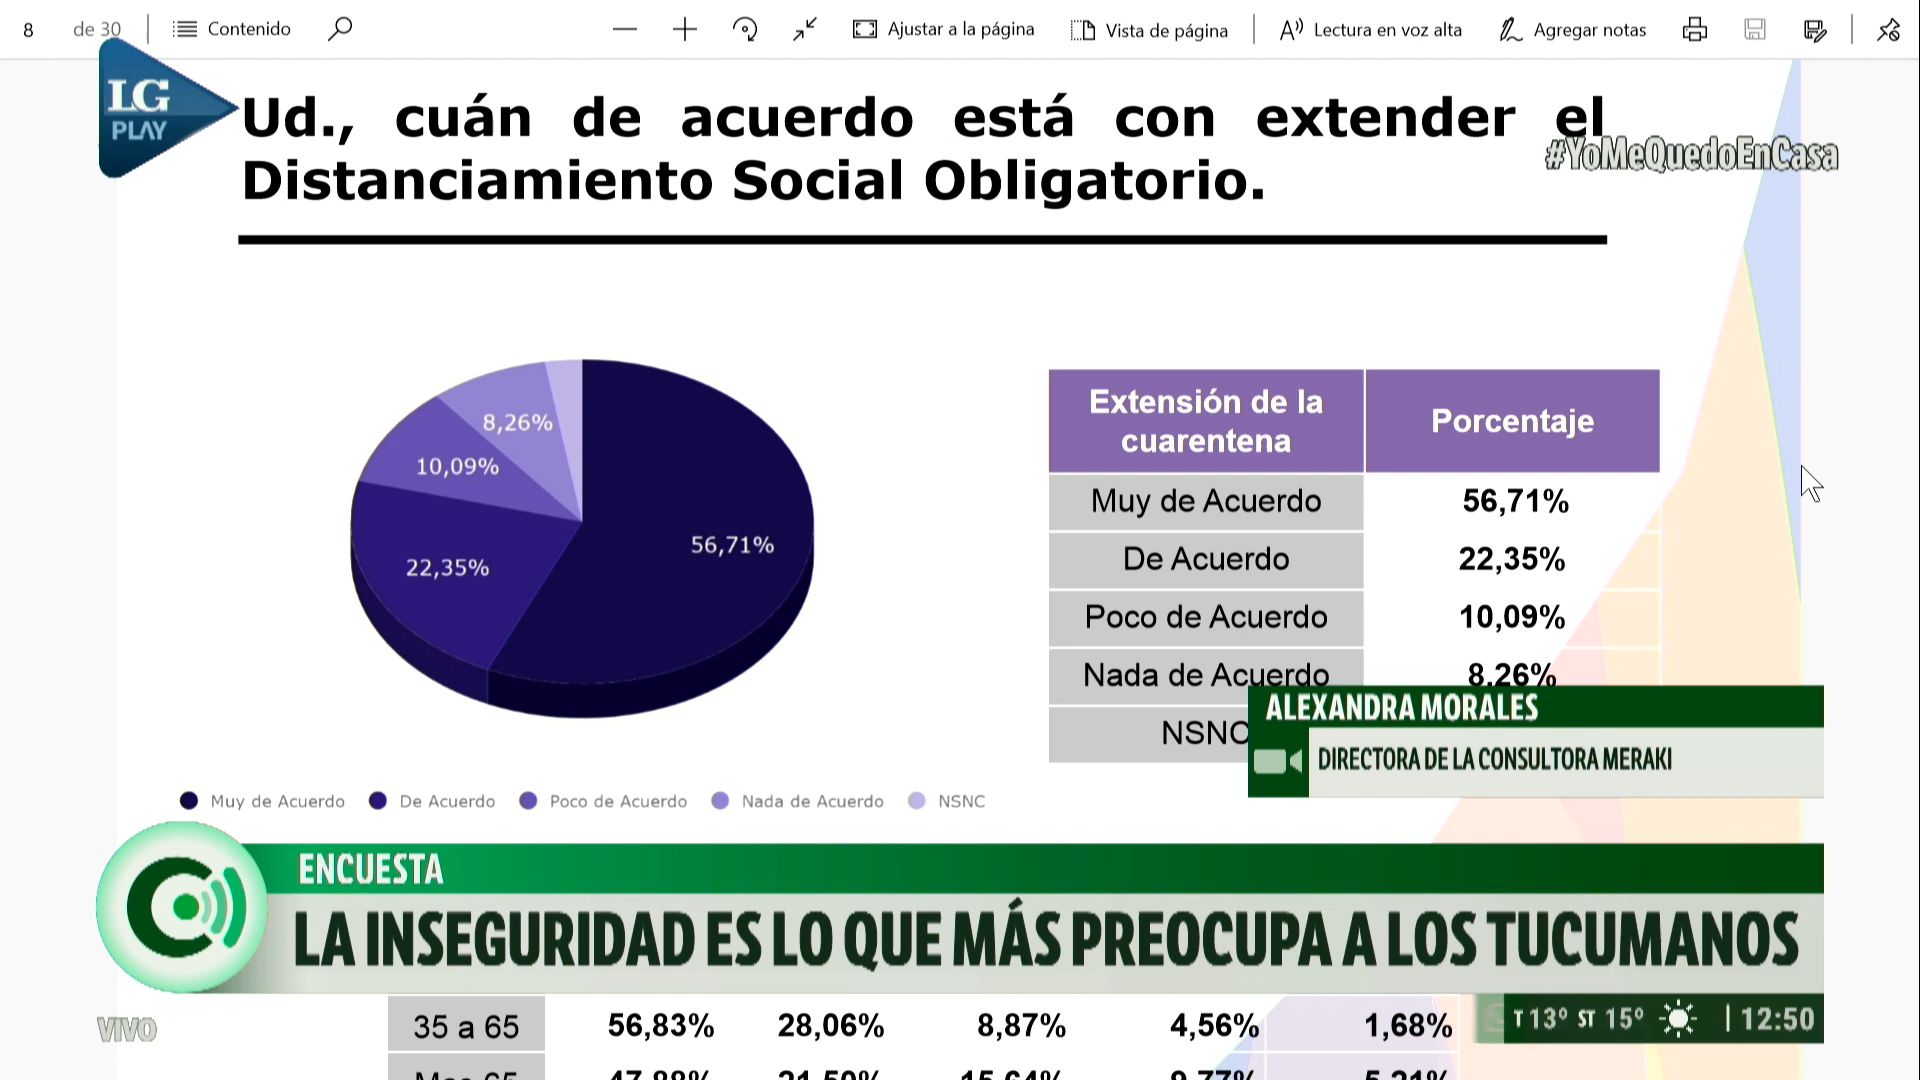 8 de 30 Contenido Ajustar a la página Vista de página Lectura en voz alta Agregar notas
LG
PLAY
Ud., cuán de acuerdo está con extender el
Distanciamiento Social Obligatorio.
#YoMeQuedoEnCasa
8,26%
10,09%
22,35%
56,71%
Muy de Acuerdo De Acuerdo Poco de Acuerdo Nada de Acuerdo NSNC
Extensión de la cuarentena Porcentaje
Muy de Acuerdo 56,71%
De Acuerdo 22,35%
Poco de Acuerdo 10,09%
Nada de Acuerdo 8,26%
NSNC
ALEXANDRA MORALES
DIRECTORA DE LA CONSULTORA MERAKI
ENCUESTA
LA INSEGURIDAD ES LO QUE MÁS PREOCUPA A LOS TUCUMANOS
35 a 65 56,83% 28,06% 8,87% 4,56% 1,68%
VIVO
T 13º ST 15º 12:50